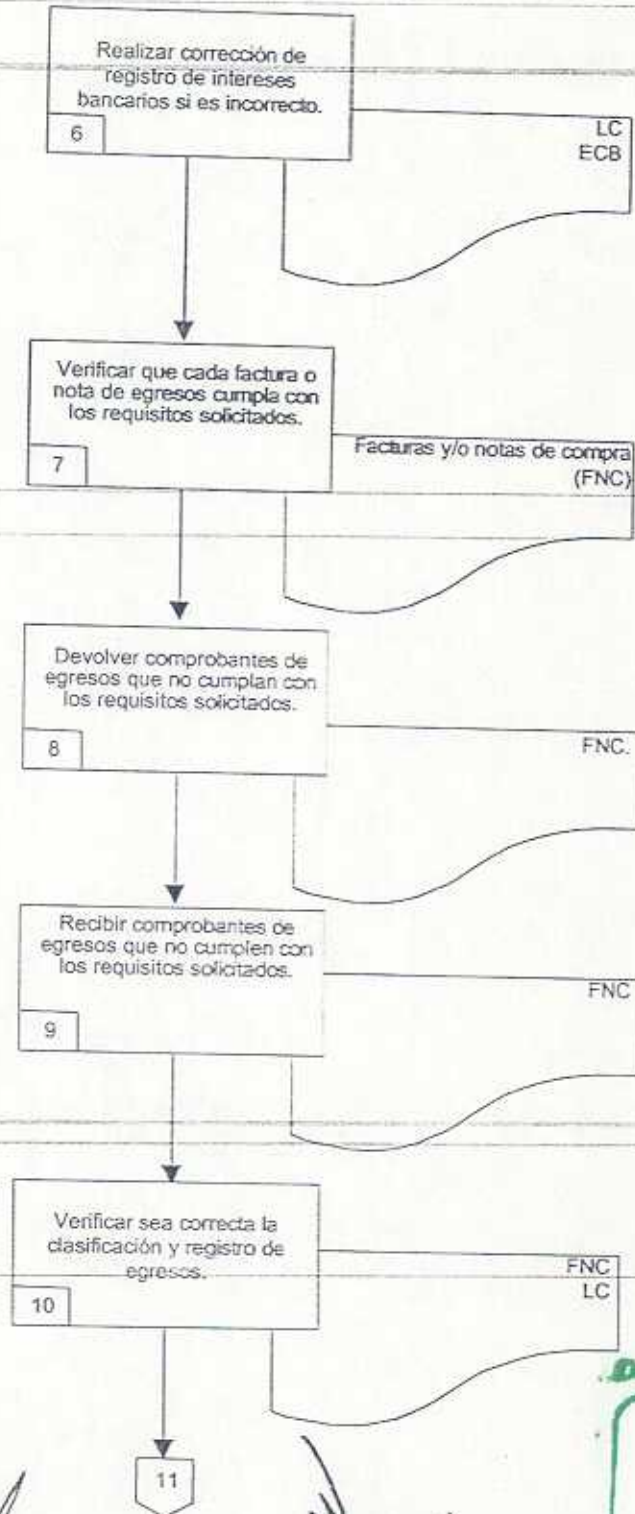 Realizar corrección de
registro de intereses
bancarios si es incorrecto.
6
LC
ECB
Verificar que cada factura o
nota de egresos cumpla con
los requisitos solicitados.
7
Facturas y/o notas de compra
(FNC)
Devolver comprobantes de
egresos que no cumplan con
los requisitos solicitados.
8
FNC.
Recibir comprobantes de
egresos que no cumplen con
los requisitos solicitados.
9
FNC
Verificar sea correcta la
clasificación y registro de
egresos.
10
FNC
LC
11